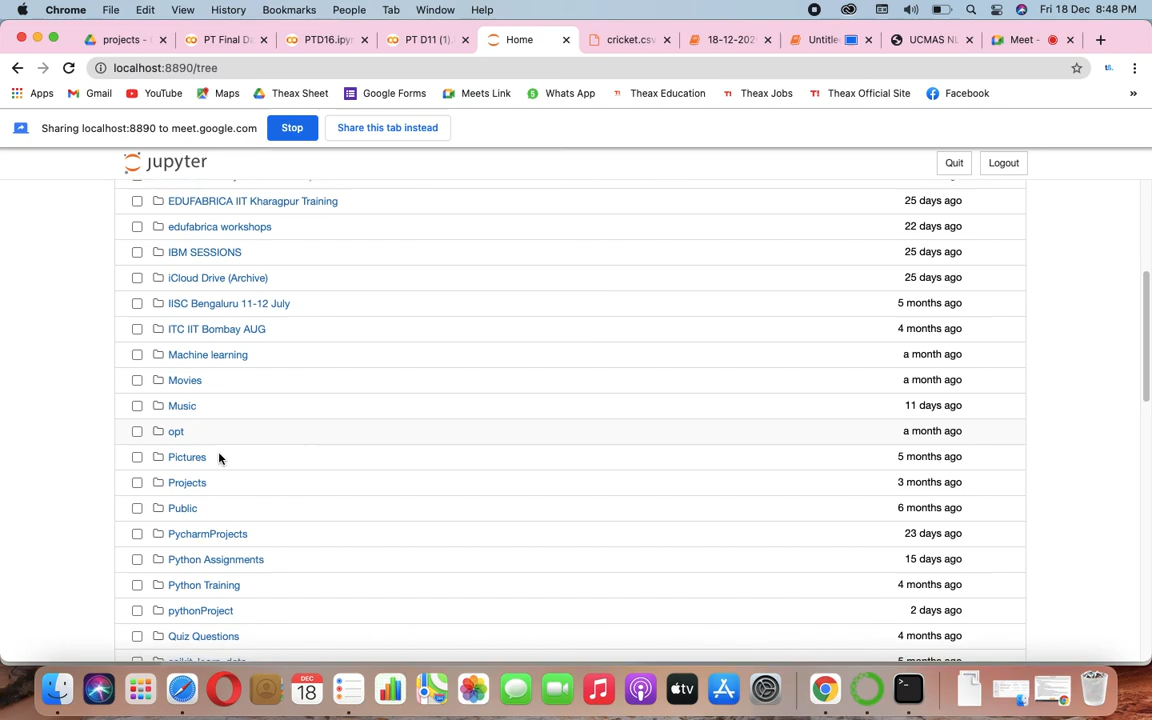 Chrome File Edit View History Bookmarks People Tab Window Help Fri 18 Dec 8:48 PM
projects - G PT Final Da PTD16.ipyn PT D11 (1). Home cricket.csv 18-12-202 Untitle UCMAS NL Meet -
localhost:8890/tree
Apps Gmail YouTube Maps Theax Sheet Google Forms Meets Link Whats App Theax Education Theax Jobs Theax Official Site Facebook »
Sharing localhost:8890 to meet.google.com Stop Share this tab instead
jupyter Quit Logout
EDUFABRICA IIT Kharagpur Training 25 days ago
edufabrica workshops 22 days ago
IBM SESSIONS 25 days ago
iCloud Drive (Archive) 25 days ago
IISC Bengaluru 11-12 July 5 months ago
ITC IIT Bombay AUG 4 months ago
Machine learning a month ago
Movies a month ago
Music 11 days ago
opt a month ago
Pictures 5 months ago
Projects 3 months ago
Public 6 months ago
PycharmProjects 23 days ago
Python Assignments 15 days ago
Python Training 4 months ago
pythonProject 2 days ago
Quiz Questions 4 months ago
DEC
18
tv